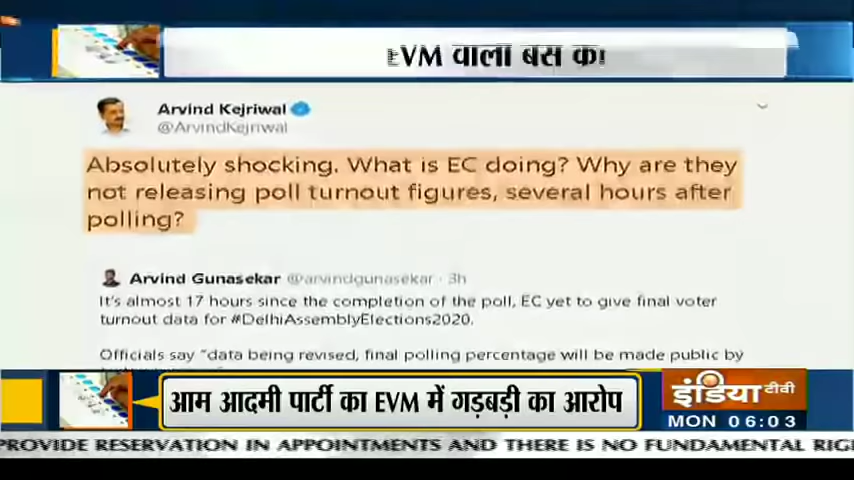 EVM वाला बस का
Arvind Kejriwal
@ArvindKejriwal
Absolutely shocking. What is EC doing? Why are they
not releasing poll turnout figures, several hours after
polling?
Arvind Gunasekar @arvindgunasekar · 3h
It's almost 17 hours since the completion of the poll, EC yet to give final voter
turnout data for #DelhiAssemblyElections2020.
Officials say "data being revised, final polling percentage will be made public by
आम आदमी पार्टी का EVM में गड़बड़ी का आरोप
इंडिया टीवी
MON 06:03
PROVIDE RESERVATION IN APPOINTMENTS AND THERE IS NO FUNDAMENTAL RIG